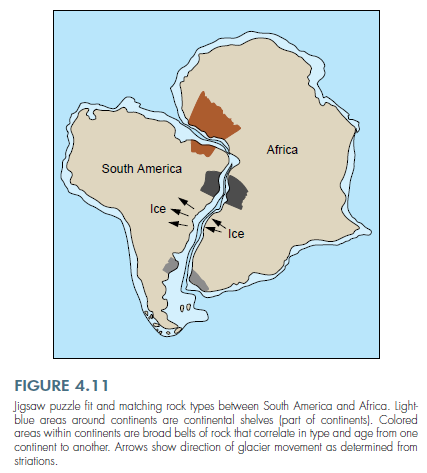 Africa
South America
Ice
Ice
FIGURE 4.11
Jigsaw puzzle fit and matching rock types between South America and Africa. Light-
blue areas around continents are continental shelves (part of continents). Colored
areas within continents are broad belts of rock that correlate in type and age from one
continent to another. Arrows show direction of glacier movement as determined from
striations.